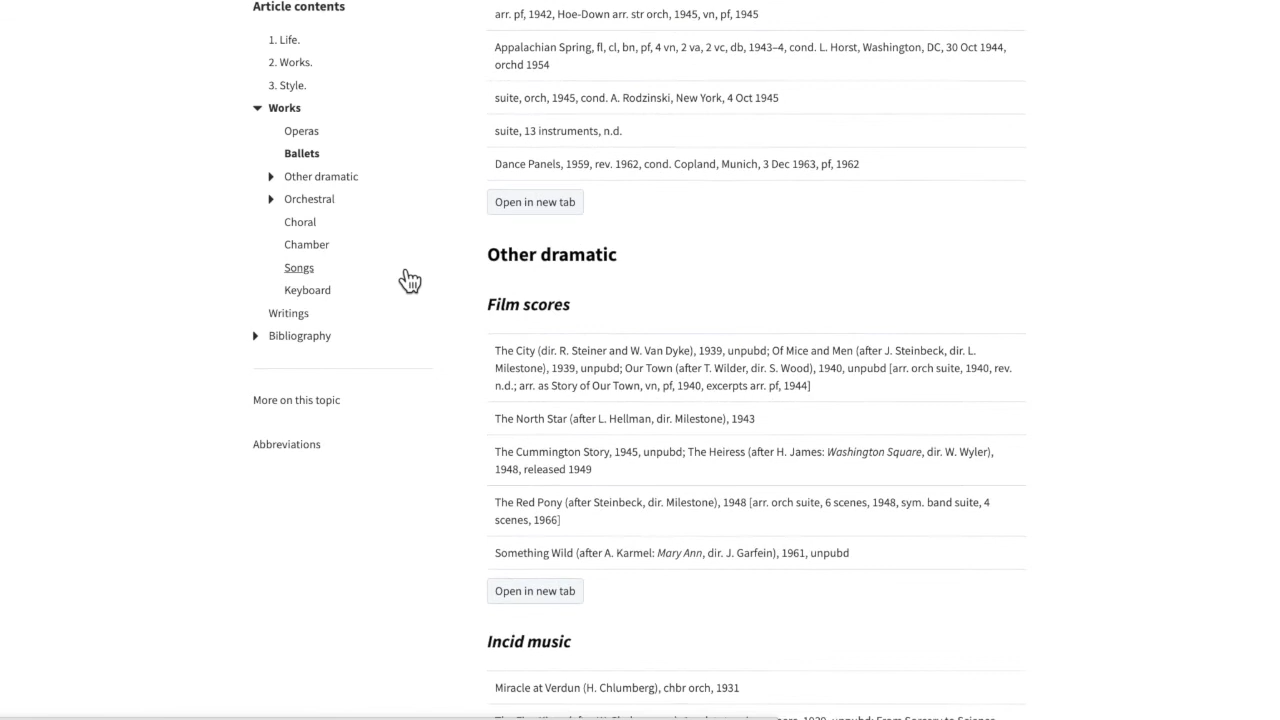 Article contents
1. Life.
2. Works.
3. Style.
Works
Operas
Ballets
Other dramatic
Orchestral
Choral
Chamber
Songs
Keyboard
Writings
Bibliography
More on this topic
Abbreviations
arr. pf, 1942, Hoe-Down arr. str orch, 1945, vn, pf, 1945
Appalachian Spring, fl, cl, bn, pf, 4 vn, 2 va, 2 vc, db, 1943–4, cond. L. Horst, Washington, DC, 30 Oct 1944,
orchd 1954
suite, orch, 1945, cond. A. Rodzinski, New York, 4 Oct 1945
suite, 13 instruments, n.d.
Dance Panels, 1959, rev. 1962, cond. Copland, Munich, 3 Dec 1963, pf, 1962
Open in new tab
Other dramatic
Film scores
The City (dir. R. Steiner and W. Van Dyke), 1939, unpubd; Of Mice and Men (after J. Steinbeck, dir. L.
Milestone), 1939, unpubd; Our Town (after T. Wilder, dir. S. Wood), 1940, unpubd [arr. orch suite, 1940, rev.
n.d.; arr. as Story of Our Town, vn, pf, 1940, excerpts arr. pf, 1944]
The North Star (after L. Hellman, dir. Milestone), 1943
The Cummington Story, 1945, unpubd; The Heiress (after H. James: Washington Square, dir. W. Wyler),
1948, released 1949
The Red Pony (after Steinbeck, dir. Milestone), 1948 [arr. orch suite, 6 scenes, 1948, sym. band suite, 4
scenes, 1966]
Something Wild (after A. Karmel: Mary Ann, dir. J. Garfein), 1961, unpubd
Open in new tab
Incid music
Miracle at Verdun (H. Chlumberg), chbr orch, 1931